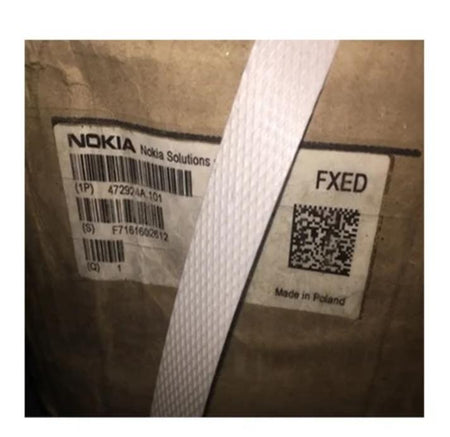 NOKIA Nokia Solutions
FXED
(1P) 472924A.101
(S) F7161602612
(Q) 1
Made in Poland